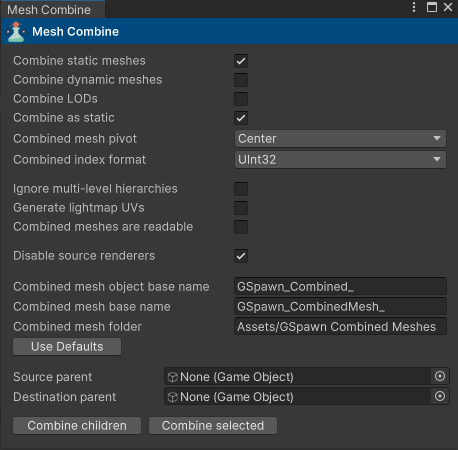 Mesh Combine
Mesh Combine
Combine static meshes
Combine dynamic meshes
Combine LODs
Combine as static
Combined mesh pivot Center
Combined index format UInt32
Ignore multi-level hierarchies
Generate lightmap UVs
Combined meshes are readable
Disable source renderers
Combined mesh object base name GSpawn_Combined_
Combined mesh base name GSpawn_CombinedMesh_
Combined mesh folder Assets/GSpawn Combined Meshes
Use Defaults
Source parent None (Game Object)
Destination parent None (Game Object)
Combine children Combine selected